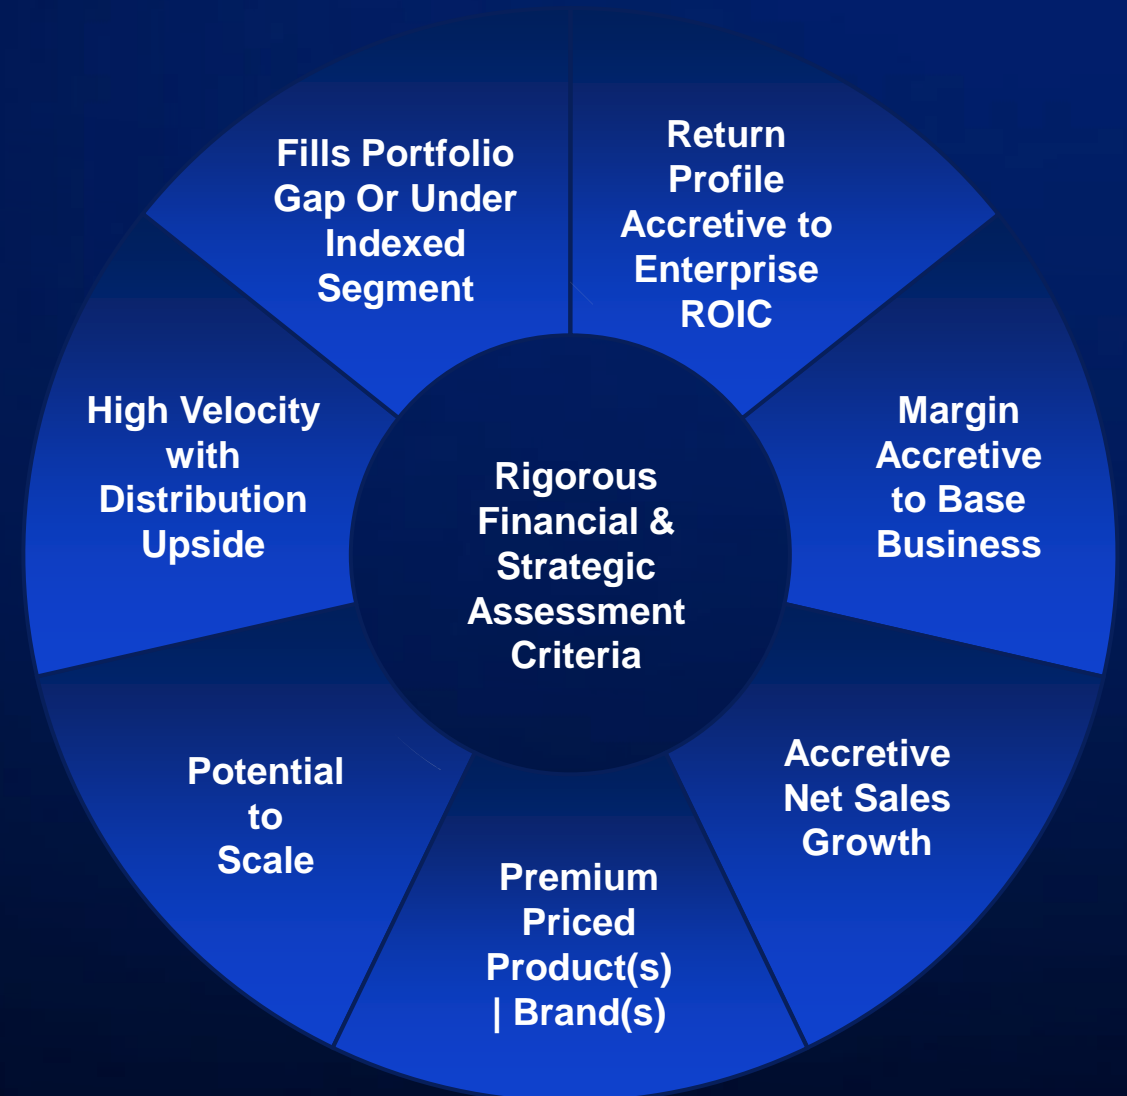 Fills Portfolio
Gap Or Under
Indexed
Segment
Return
Profile
Accretive to
Enterprise
ROIC
High Velocity
with
Distribution
Upside
Margin
Accretive
to Base
Business
Rigorous
Financial &
Strategic
Assessment
Criteria
Potential
to
Scale
Accretive
Net Sales
Growth
Premium
Priced
Product(s)
| Brand(s)